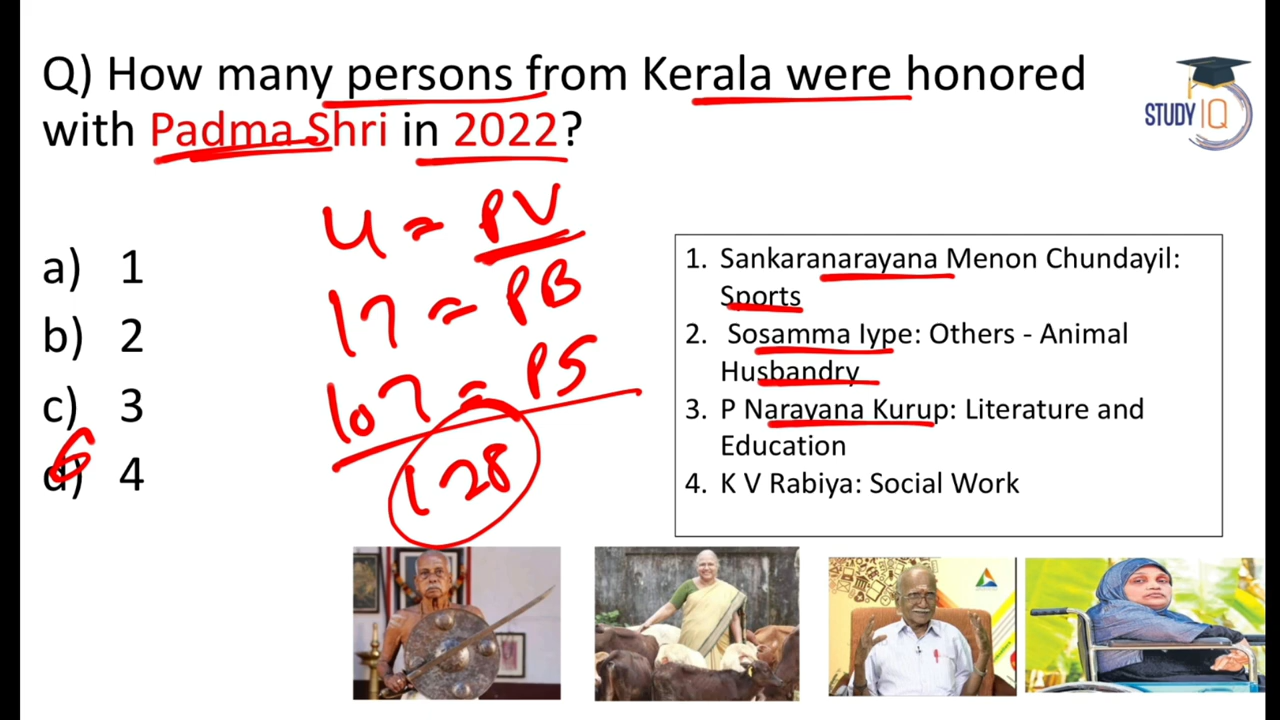 Q) How many persons from Kerala were honored
with Padma Shri in 2022?
STUDY IQ
a) 1
b) 2
c) 3
d) 4
4 = PV
17 = PB
107 = PS
128
1. Sankaranarayana Menon Chundayil:
Sports
2. Sosamma Iype: Others - Animal
Husbandry
3. P Narayana Kurup: Literature and
Education
4. K V Rabiya: Social Work